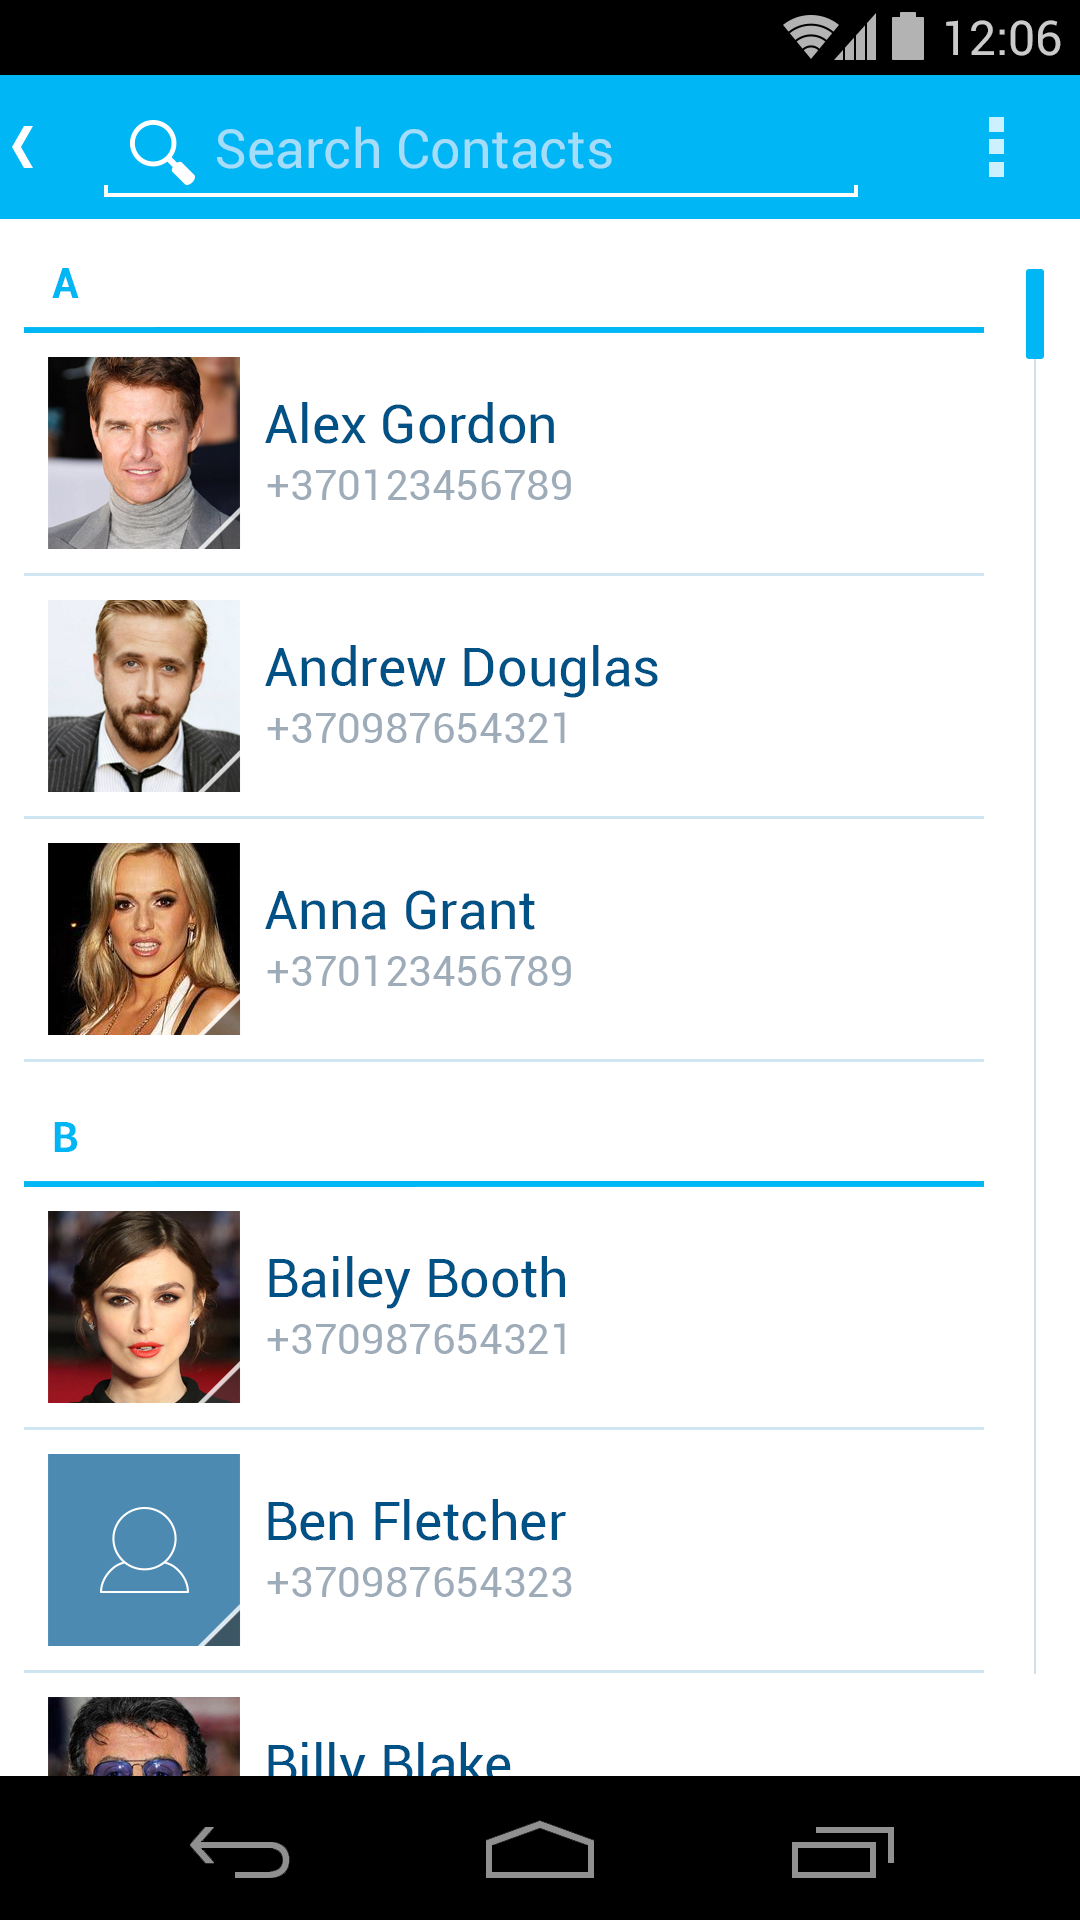 12:06
Search Contacts
A
Alex Gordon
+370123456789
Andrew Douglas
+370987654321
Anna Grant
+370123456789
B
Bailey Booth
+370987654321
Ben Fletcher
+370987654323
Billy Blake